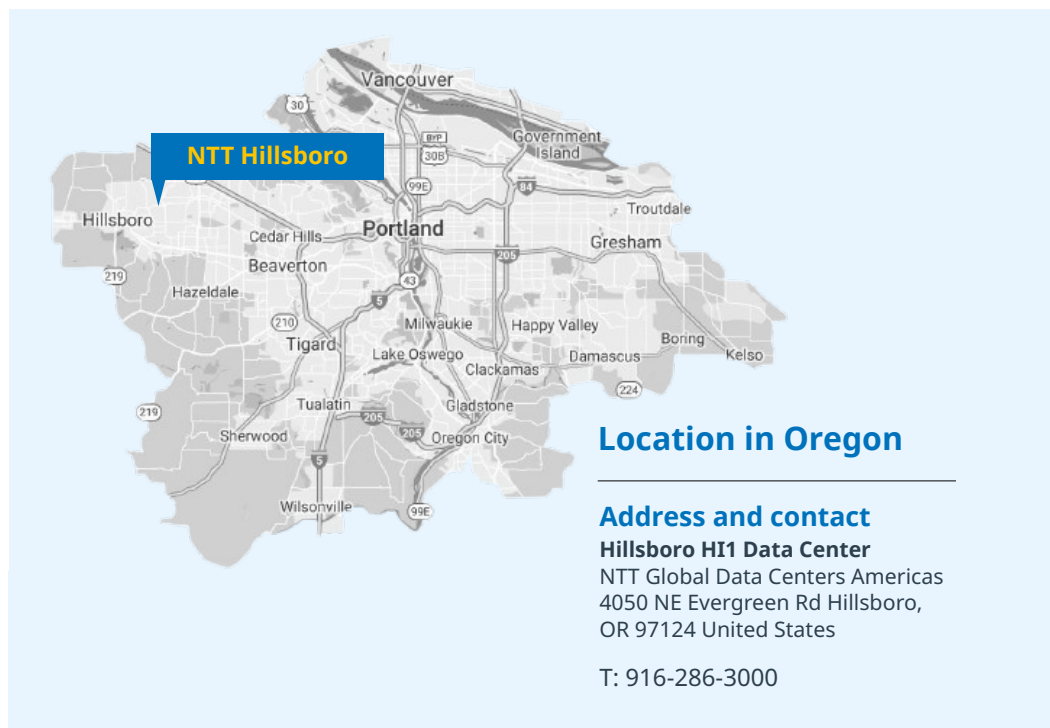 Vancouver
30
NTT Hillsboro
BYP
30B
Government
Island
99E
84
Troutdale
Hillsboro
Cedar Hills
Portland
Gresham
205
Beaverton
219
43
Hazeldale
5
210
Milwaukie
Happy Valley
Tigard
Boring
Lake Oswego
Damascus
Kelso
Clackamas
224
Tualatin
Gladstone
219
205
205
Sherwood
Oregon City
5
Wilsonville
99E
Location in Oregon
Address and contact
Hillsboro HI1 Data Center
NTT Global Data Centers Americas
4050 NE Evergreen Rd Hillsboro,
OR 97124 United States
T: 916-286-3000